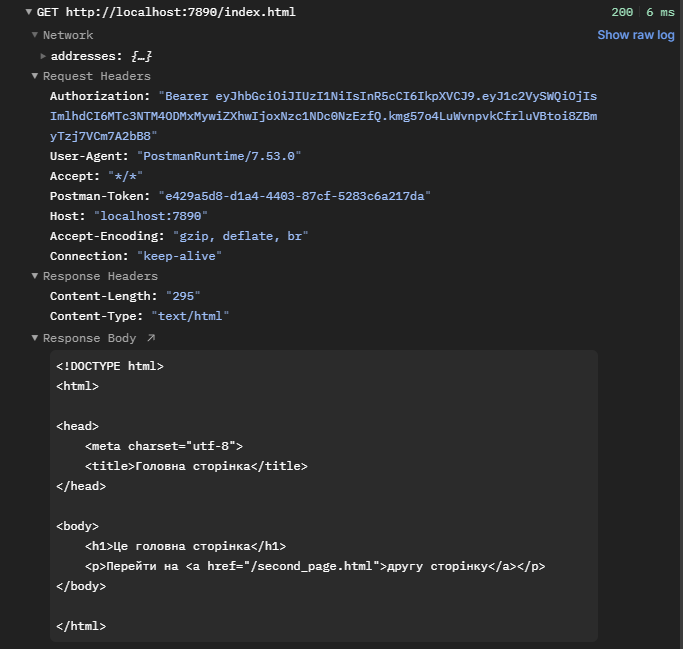 GET http://localhost:7890/index.html 200 6 ms
Network Show raw log
addresses: {…}
Request Headers
Authorization: "Bearer eyJhbGciOiJIUzI1NiIsInR5cCI6IkpXVCJ9.eyJ1c2VySWQiOjIs
ImlhdCI6MTc3NTM4ODMxMywiZXhwIjoxNzc1NDc0NzEzfQ.kmg57o4LuWvnpvkCfrluVBtoi8ZBm
yTzj7VCm7A2bB8"
User-Agent: "PostmanRuntime/7.53.0"
Accept: "*/*"
Postman-Token: "e429a5d8-d1a4-4403-87cf-5283c6a217da"
Host: "localhost:7890"
Accept-Encoding: "gzip, deflate, br"
Connection: "keep-alive"
Response Headers
Content-Length: "295"
Content-Type: "text/html"
Response Body ↗
<!DOCTYPE html>
<html>
<head>
<meta charset="utf-8">
<title>Головна сторінка</title>
</head>
<body>
<h1>Це головна сторінка</h1>
<p>Перейти на <a href="/second_page.html">другу сторінку</a></p>
</body>
</html>